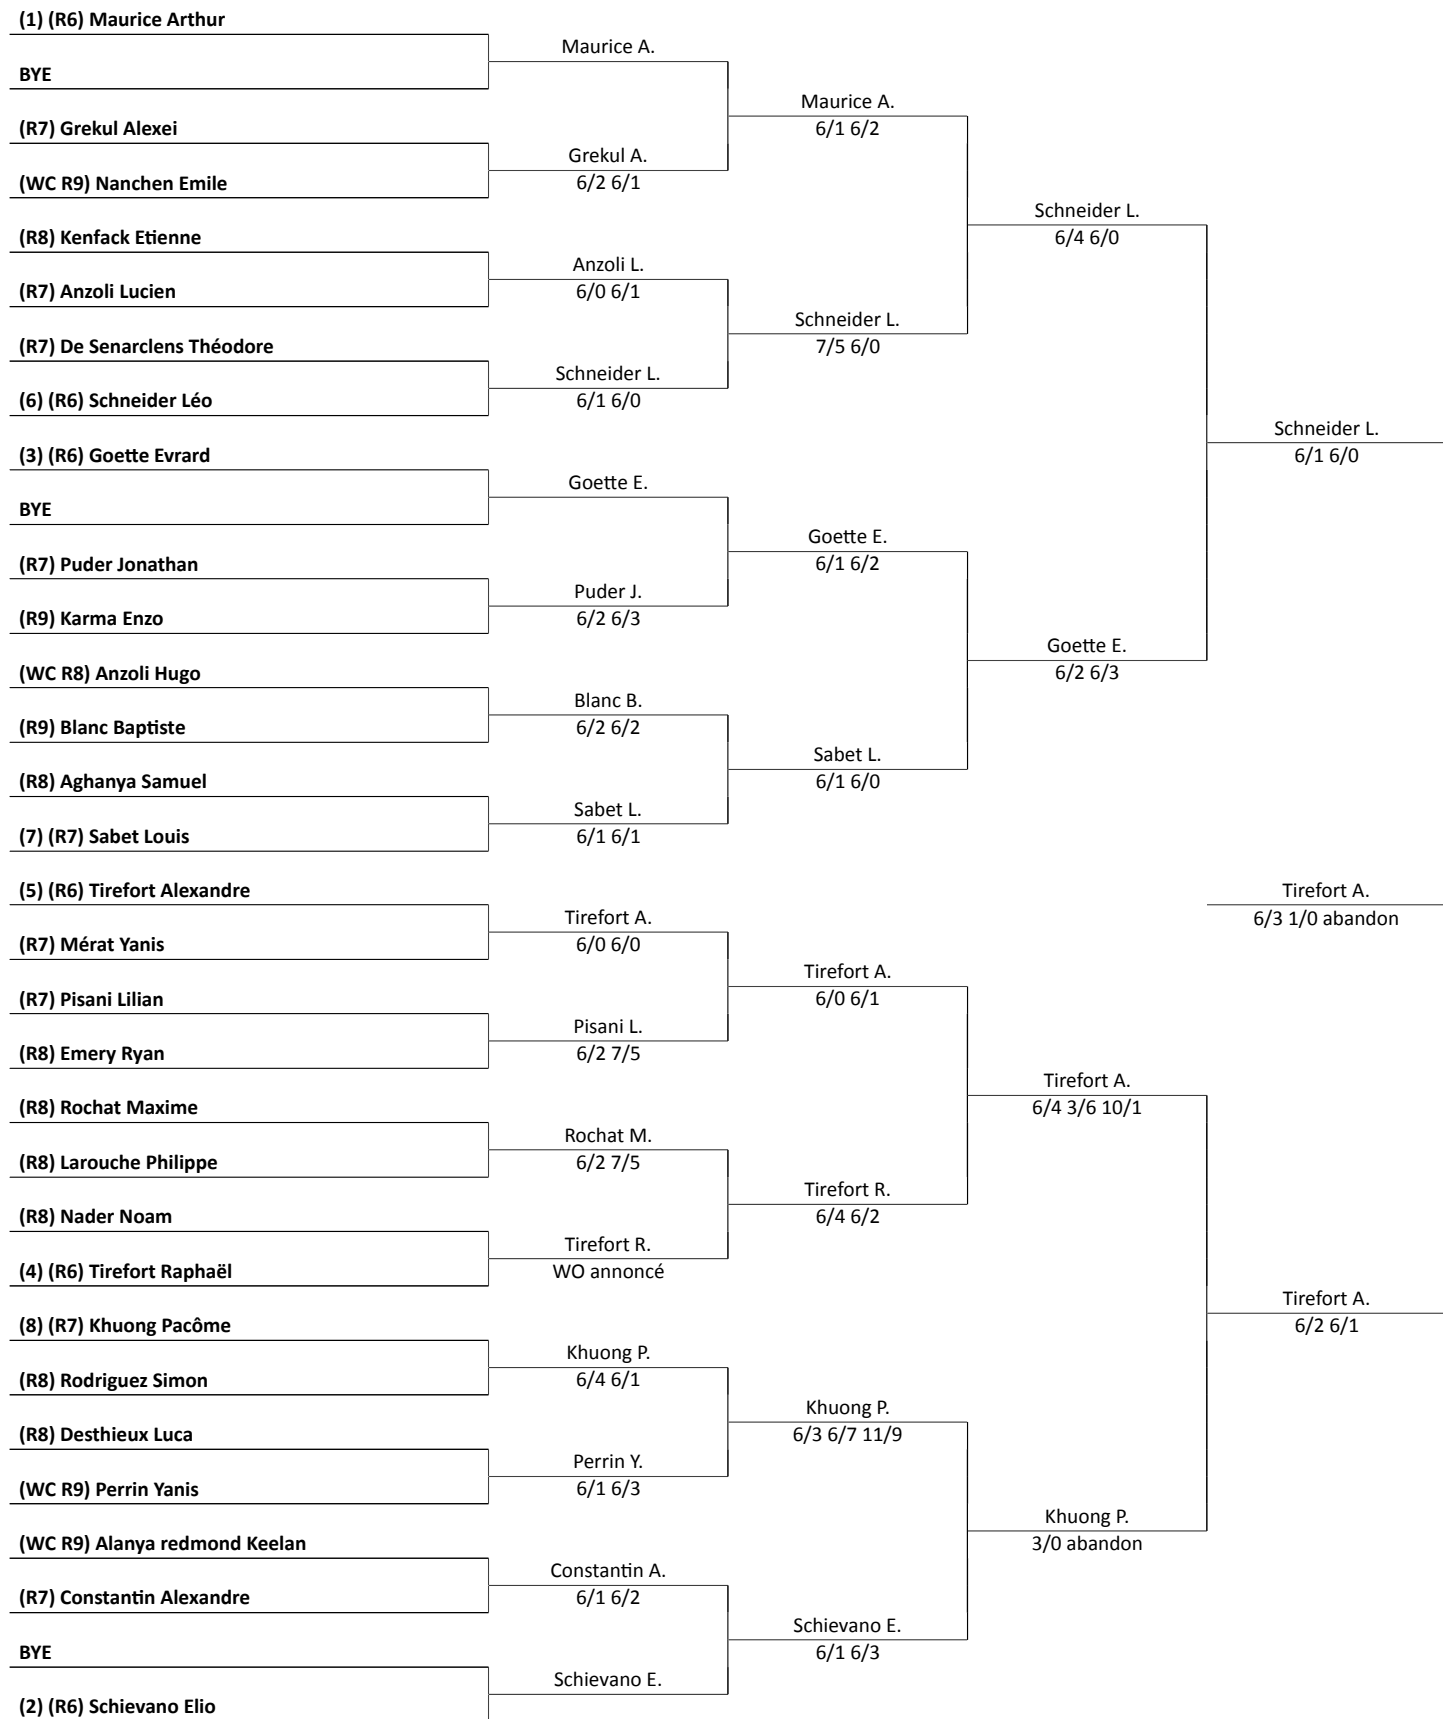 (1) (R6) Maurice Arthur
BYE
(R7) Grekul Alexei
(WC R9) Nanchen Emile
(R8) Kenfack Etienne
(R7) Anzoli Lucien
(R7) De Senarclens Théodore
(6) (R6) Schneider Léo
(3) (R6) Goette Evrard
BYE
(R7) Puder Jonathan
(R9) Karma Enzo
(WC R8) Anzoli Hugo
(R9) Blanc Baptiste
(R8) Aghanya Samuel
(7) (R7) Sabet Louis
(5) (R6) Tirefort Alexandre
(R7) Mérat Yanis
(R7) Pisani Lilian
(R8) Emery Ryan
(R8) Rochat Maxime
(R8) Larouche Philippe
(R8) Nader Noam
(4) (R6) Tirefort Raphaël
(8) (R7) Khuong Pacôme
(R8) Rodriguez Simon
(R8) Desthieux Luca
(WC R9) Perrin Yanis
(WC R9) Alanya redmond Keelan
(R7) Constantin Alexandre
BYE
(2) (R6) Schievano Elio
Maurice A.
Grekul A.
6/2 6/1
Anzoli L.
6/0 6/1
Schneider L.
6/1 6/0
Goette E.
Puder J.
6/2 6/3
Blanc B.
6/2 6/2
Sabet L.
6/1 6/1
Tirefort A.
6/0 6/0
Pisani L.
6/2 7/5
Rochat M.
6/2 7/5
Tirefort R.
WO annoncé
Khuong P.
6/4 6/1
Perrin Y.
6/1 6/3
Constantin A.
6/1 6/2
Schievano E.
Maurice A.
6/1 6/2
Schneider L.
7/5 6/0
Goette E.
6/1 6/2
Sabet L.
6/1 6/0
Tirefort A.
6/0 6/1
Tirefort R.
6/4 6/2
Khuong P.
6/3 6/7 11/9
Schievano E.
6/1 6/3
Schneider L.
6/4 6/0
Goette E.
6/2 6/3
Tirefort A.
6/4 3/6 10/1
Khuong P.
3/0 abandon
Schneider L.
6/1 6/0
Tirefort A.
6/3 1/0 abandon
Tirefort A.
6/2 6/1